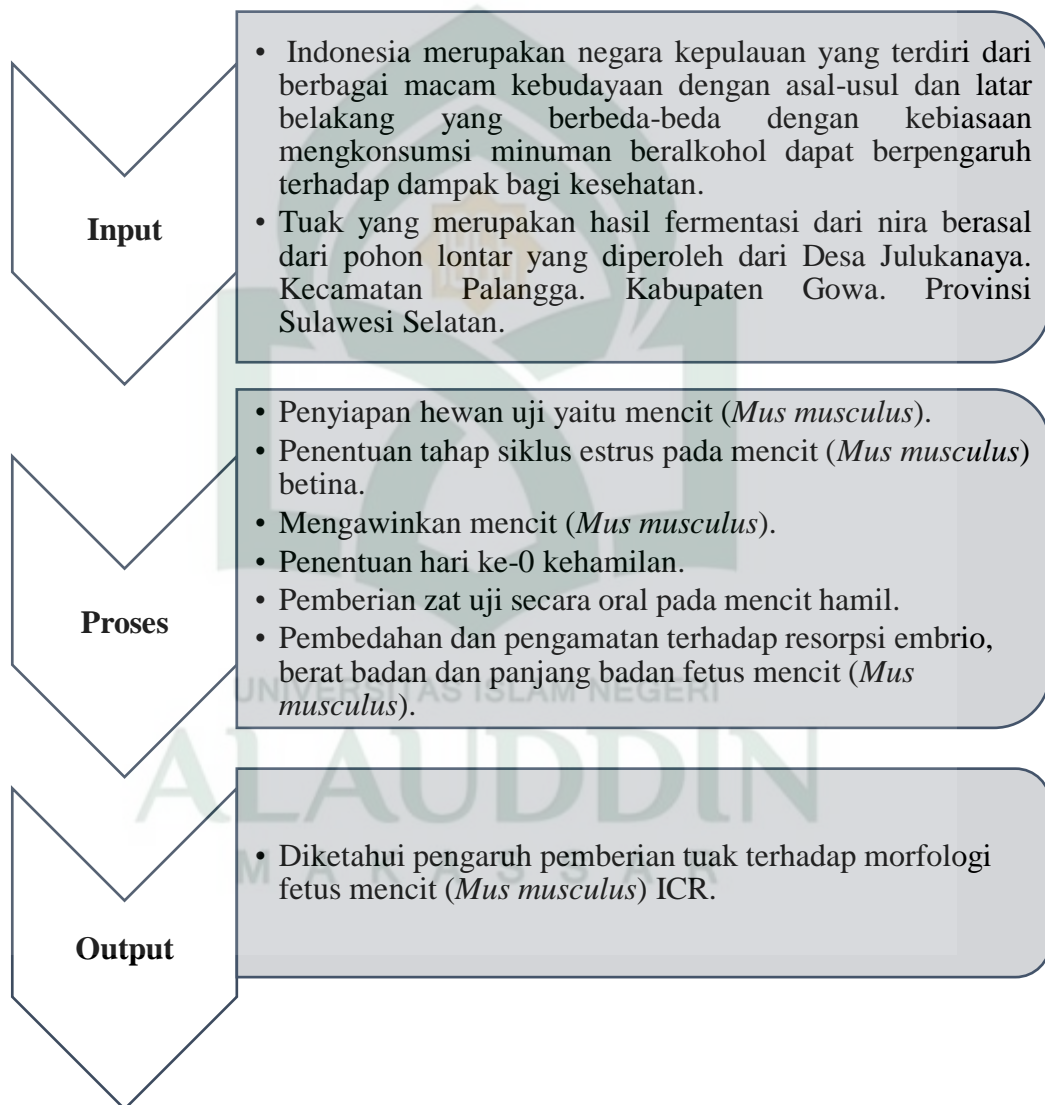 Input
• Indonesia merupakan negara kepulauan yang terdiri dari
berbagai macam kebudayaan dengan asal-usul dan latar
belakang yang berbeda-beda dengan kebiasaan
mengkonsumsi minuman beralkohol dapat berpengaruh
terhadap dampak bagi kesehatan.
• Tuak yang merupakan hasil fermentasi dari nira berasal
dari pohon lontar yang diperoleh dari Desa Julukanaya.
Kecamatan Palangga. Kabupaten Gowa. Provinsi
Sulawesi Selatan.
Proses
• Penyiapan hewan uji yaitu mencit (Mus musculus).
• Penentuan tahap siklus estrus pada mencit (Mus musculus)
betina.
• Mengawinkan mencit (Mus musculus).
• Penentuan hari ke-0 kehamilan.
• Pemberian zat uji secara oral pada mencit hamil.
• Pembedahan dan pengamatan terhadap resorpsi embrio,
berat badan dan panjang badan fetus mencit (Mus
musculus).
UNIVERSITAS ISLAM NEGERI
ALAUDDIN
MAKASSAR
Output
• Diketahui pengaruh pemberian tuak terhadap morfologi
fetus mencit (Mus musculus) ICR.